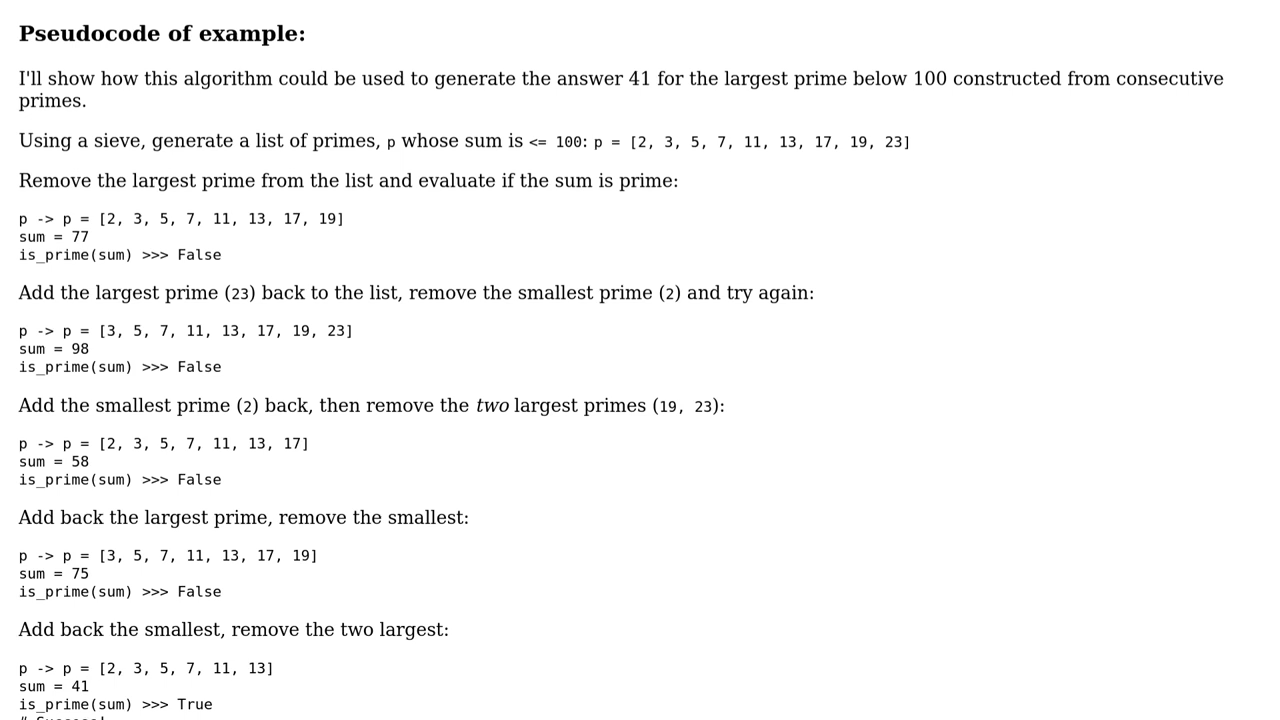 Pseudocode of example:
I'll show how this algorithm could be used to generate the answer 41 for the largest prime below 100 constructed from consecutive
primes.
Using a sieve, generate a list of primes, p whose sum is <= 100: p = [2, 3, 5, 7, 11, 13, 17, 19, 23]
Remove the largest prime from the list and evaluate if the sum is prime:
p -> p = [2, 3, 5, 7, 11, 13, 17, 19]
sum = 77
is_prime(sum) >>> False
Add the largest prime (23) back to the list, remove the smallest prime (2) and try again:
p -> p = [3, 5, 7, 11, 13, 17, 19, 23]
sum = 98
is_prime(sum) >>> False
Add the smallest prime (2) back, then remove the two largest primes (19, 23):
p -> p = [2, 3, 5, 7, 11, 13, 17]
sum = 58
is_prime(sum) >>> False
Add back the largest prime, remove the smallest:
p -> p = [3, 5, 7, 11, 13, 17, 19]
sum = 75
is_prime(sum) >>> False
Add back the smallest, remove the two largest:
p -> p = [2, 3, 5, 7, 11, 13]
sum = 41
is_prime(sum) >>> True